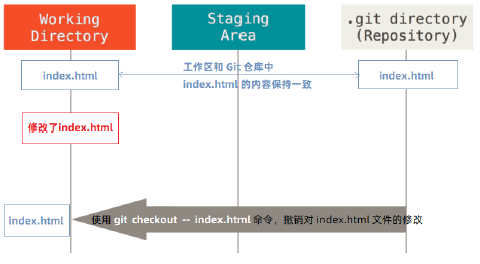 Working
Directory
Staging
Area
.git directory
(Repository)
index.html
工作区和 Git 仓库中
index.html 的内容保持一致
index.html
修改了index.html
index.html
使用 git checkout -- index.html 命令，撤销对 index.html 文件的修改